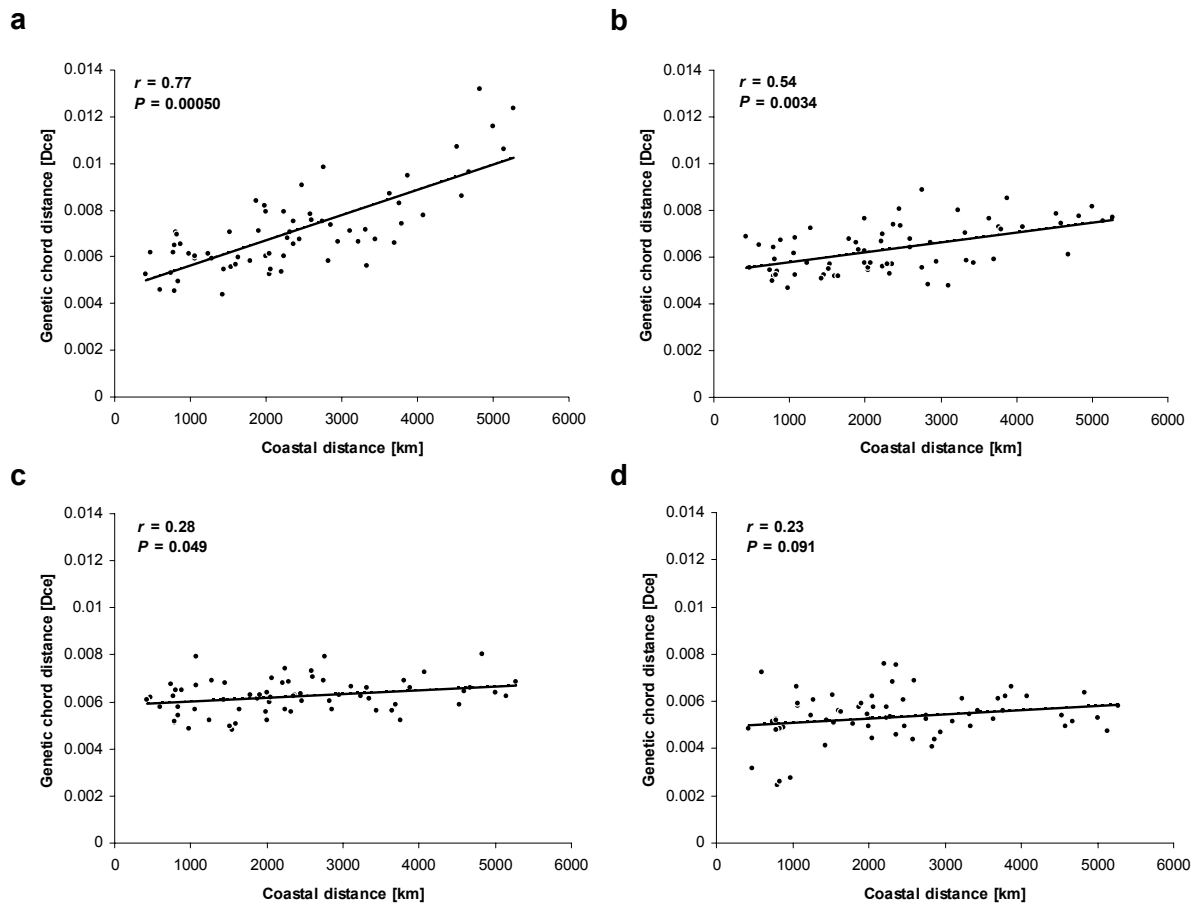 a
r = 0.77
P = 0.00050
Genetic chord distance [Dce]
0.014
0.012
0.01
0.008
0.006
0.004
0.002
0
0 1000 2000 3000 4000 5000 6000
Coastal distance [km]
b
r = 0.54
P = 0.0034
Genetic chord distance [Dce]
0.014
0.012
0.01
0.008
0.006
0.004
0.002
0
0 1000 2000 3000 4000 5000 6000
Coastal distance [km]
c
r = 0.28
P = 0.049
Genetic chord distance [Dce]
0.014
0.012
0.01
0.008
0.006
0.004
0.002
0
0 1000 2000 3000 4000 5000 6000
Coastal distance [km]
d
r = 0.23
P = 0.091
Genetic chord distance [Dce]
0.014
0.012
0.01
0.008
0.006
0.004
0.002
0
0 1000 2000 3000 4000 5000 6000
Coastal distance [km]